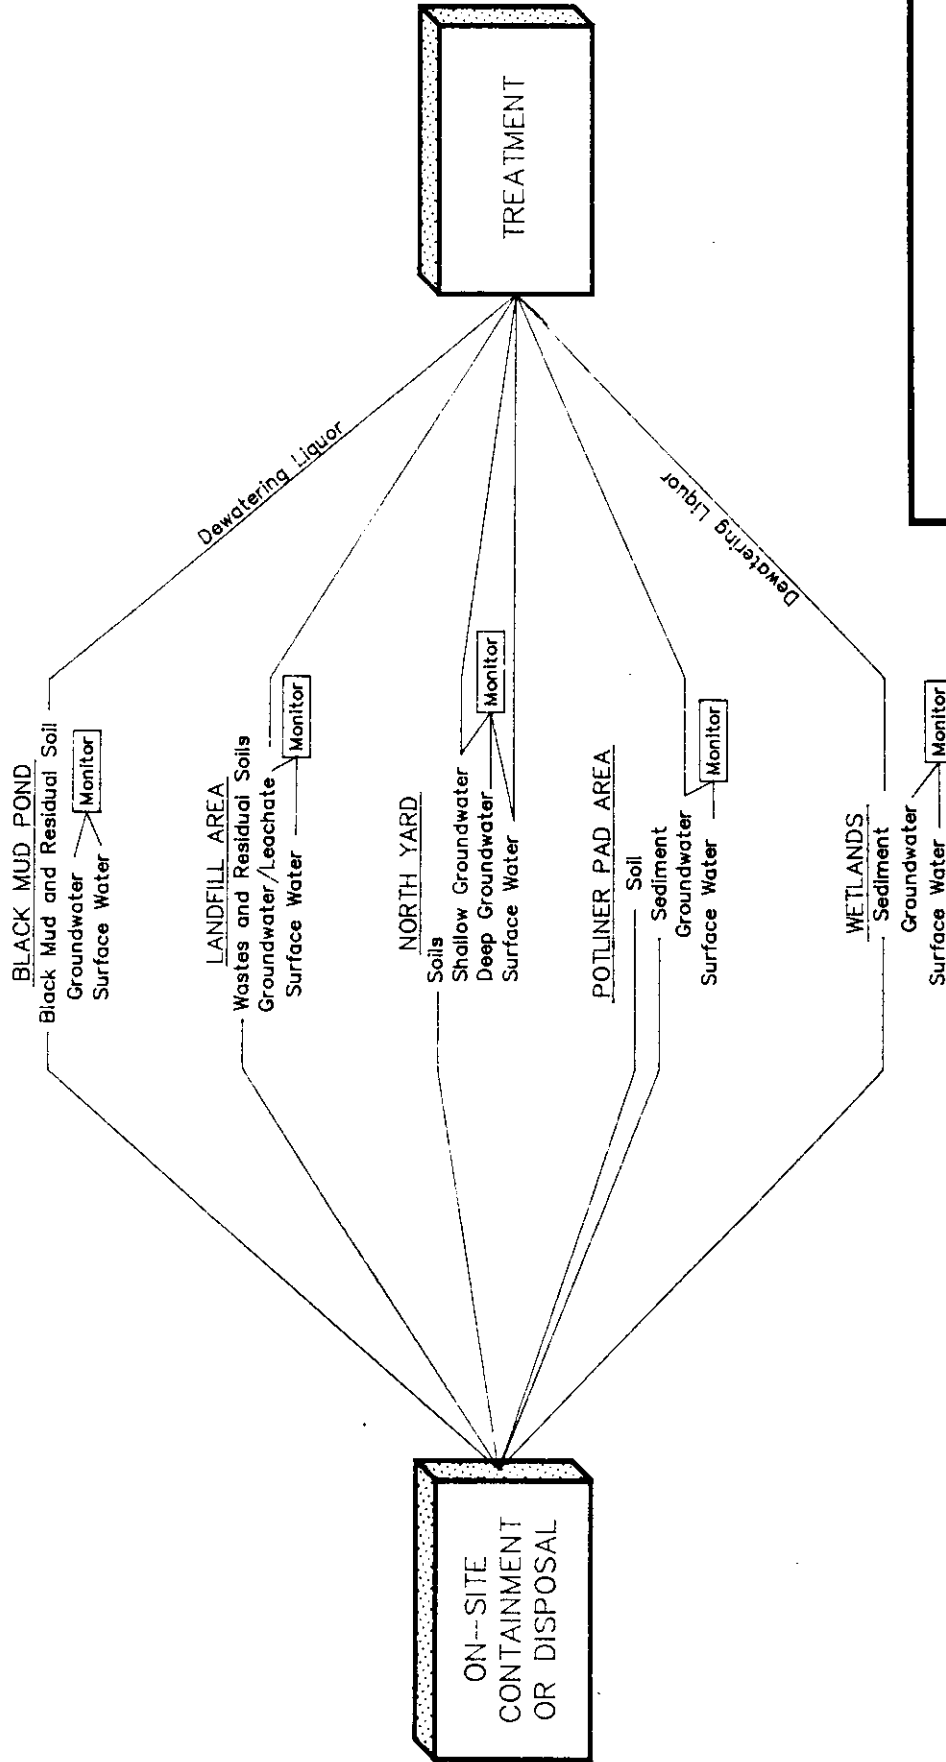 BLACK MUD POND
Black Mud and Residual Soil
Groundwater
Surface Water
Monitor
Dewatering Liquor
LANDFILL AREA
Wastes and Residual Soils
Groundwater/Leachate
Surface Water
Monitor
ON--SITE
CONTAINMENT
OR DISPOSAL
NORTH YARD
Soils
Shallow Groundwater
Deep Groundwater
Surface Water
Monitor
TREATMENT
POTLINER PAD AREA
Soil
Sediment
Groundwater
Surface Water
Monitor
Dewatering Liquor
WETLANDS
Sediment
Groundwater
Surface Water
Monitor